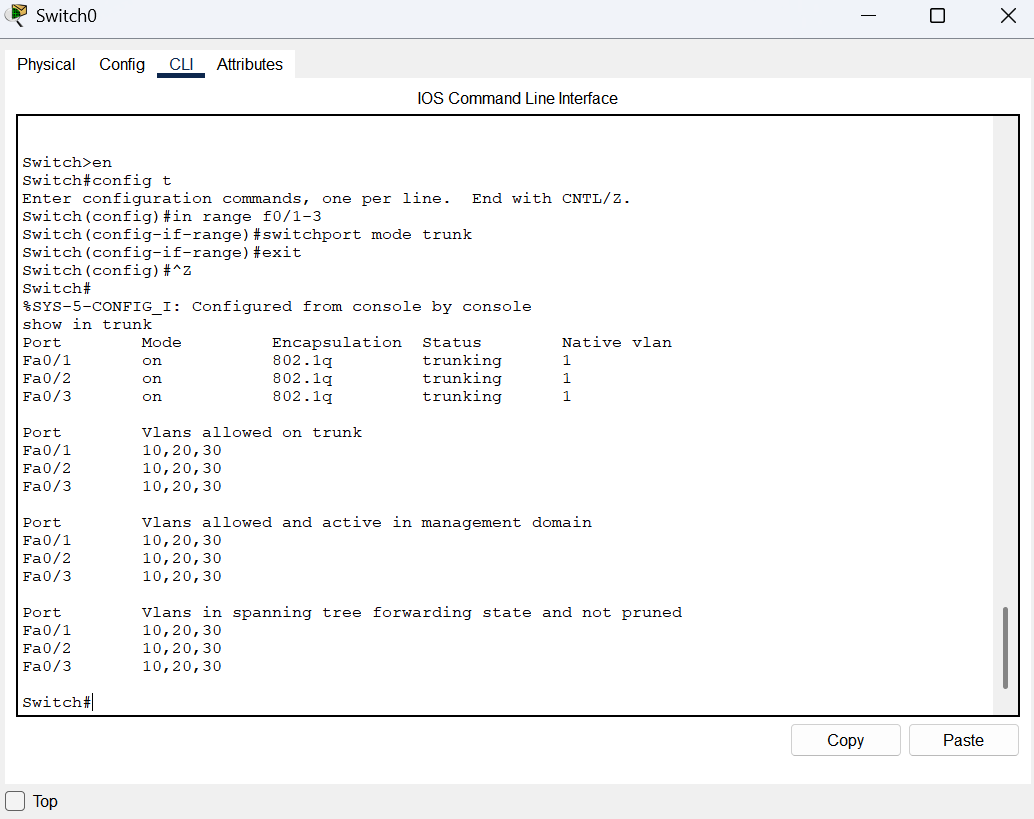 Switch0
Physical Config CLI Attributes
IOS Command Line Interface
Switch>en
Switch#config t
Enter configuration commands, one per line.  End with CNTL/Z.
Switch(config)#in range f0/1-3
Switch(config-if-range)#switchport mode trunk
Switch(config-if-range)#exit
Switch(config)#^Z
Switch#
%SYS-5-CONFIG_I: Configured from console by console
show in trunk
Port        Mode         Encapsulation  Status        Native vlan
Fa0/1       on           802.1q         trunking      1
Fa0/2       on           802.1q         trunking      1
Fa0/3       on           802.1q         trunking      1
Port        Vlans allowed on trunk
Fa0/1       10,20,30
Fa0/2       10,20,30
Fa0/3       10,20,30
Port        Vlans allowed and active in management domain
Fa0/1       10,20,30
Fa0/2       10,20,30
Fa0/3       10,20,30
Port        Vlans in spanning tree forwarding state and not pruned
Fa0/1       10,20,30
Fa0/2       10,20,30
Fa0/3       10,20,30
Switch#
Copy Paste
Top